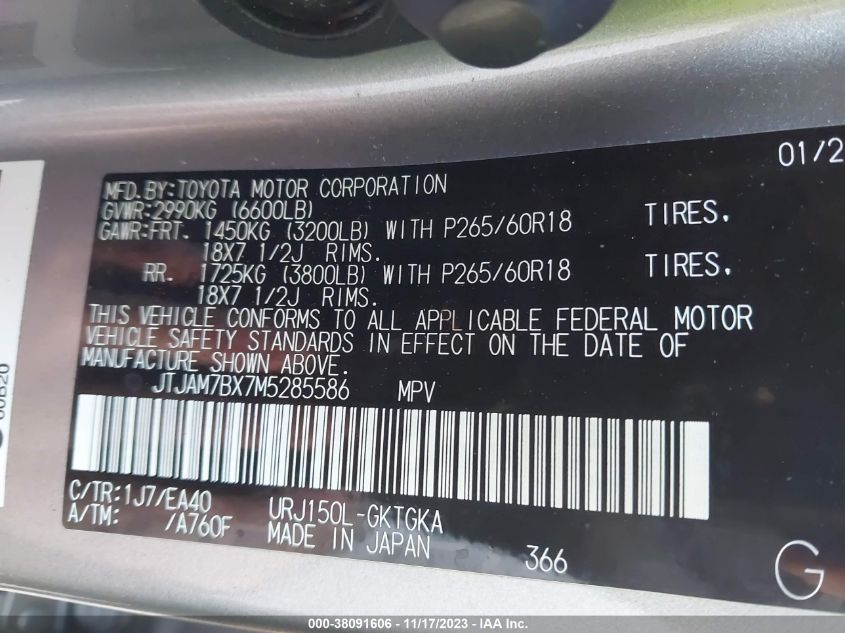 01/2
MFD.BY:TOYOTA MOTOR CORPORATION
GVWR:2990KG (6600LB)
GAWR:FRT. 1450KG (3200LB) WITH P265/60R18 TIRES.
18X7 1/2J RIMS.
RR. 1725KG (3800LB) WITH P265/60R18 TIRES.
18X7 1/2J RIMS.
THIS VEHICLE CONFORMS TO ALL APPLICABLE FEDERAL MOTOR
VEHICLE SAFETY STANDARDS IN EFFECT ON THE DATE OF
MANUFACTURE SHOWN ABOVE.
JTJAM7BX7M5285586 MPV
C/TR:1J7/EA40 URJ150L-GKTGKA
A/TM: /A760F MADE IN JAPAN 366
G
000-38091606 - 11/17/2023 - IAA Inc.